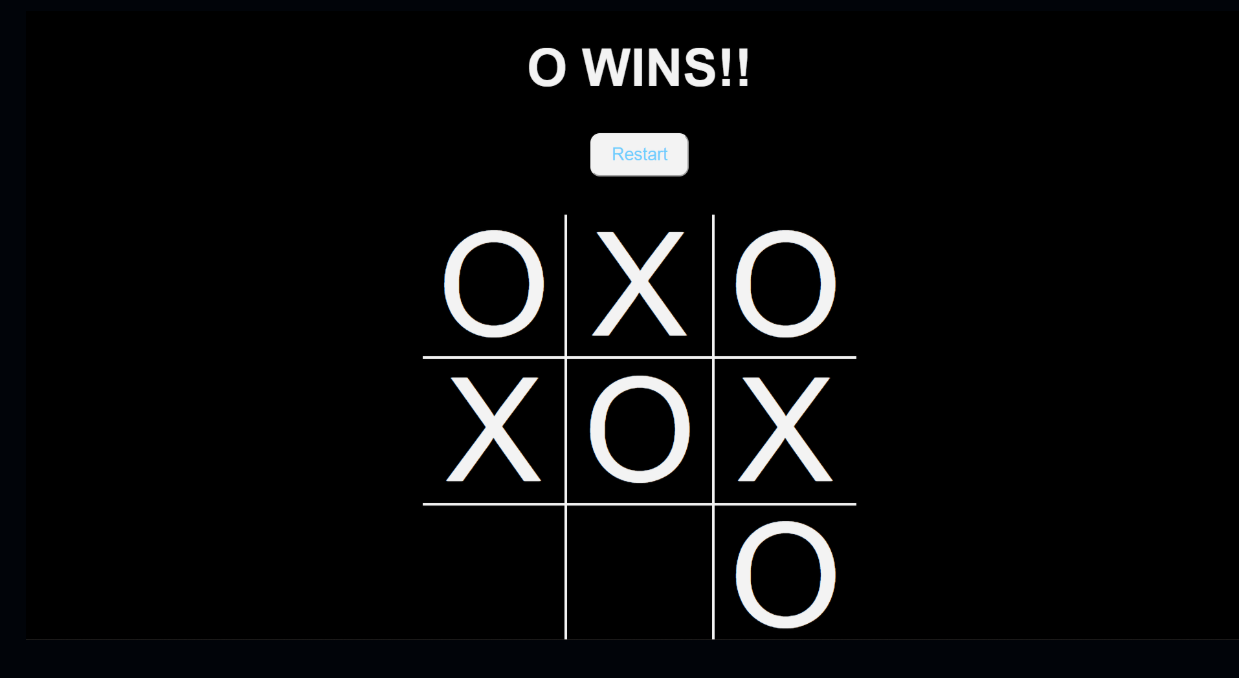 O WINS!!
Restart
O X O
X O X
O